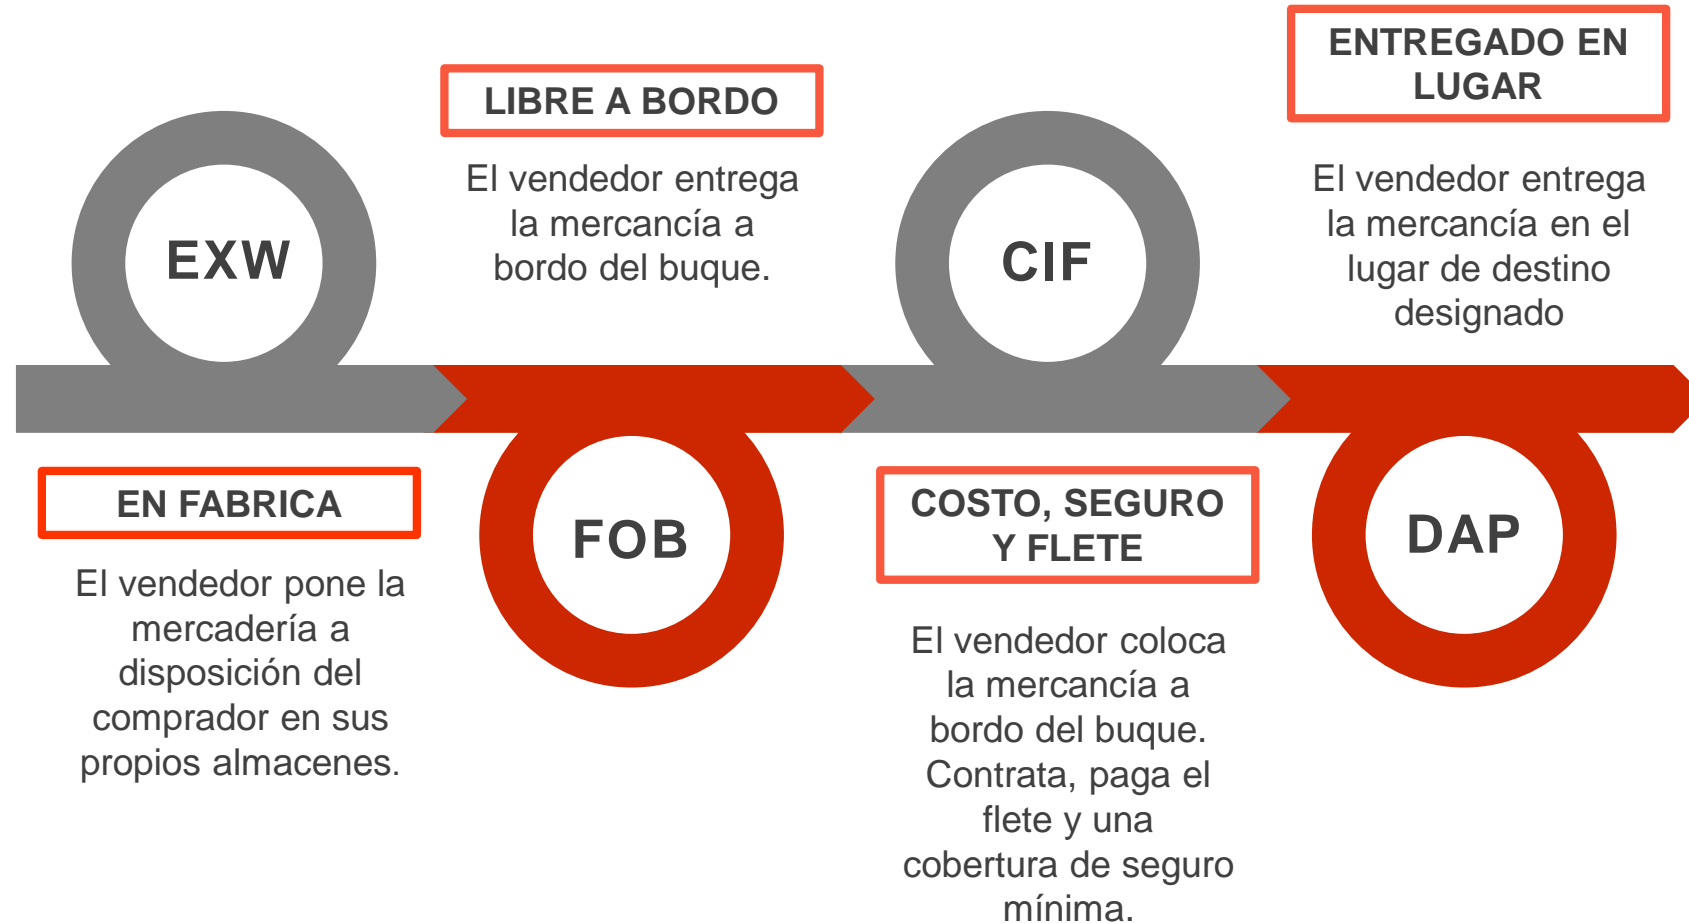 EXW
EN FABRICA
El vendedor pone la
mercadería a
disposición del
comprador en sus
propios almacenes.
LIBRE A BORDO
El vendedor entrega
la mercancía a
bordo del buque.
FOB
CIF
COSTO, SEGURO
Y FLETE
El vendedor coloca
la mercancía a
bordo del buque.
Contrata, paga el
flete y una
cobertura de seguro
mínima.
ENTREGADO EN
LUGAR
El vendedor entrega
la mercancía en el
lugar de destino
designado
DAP